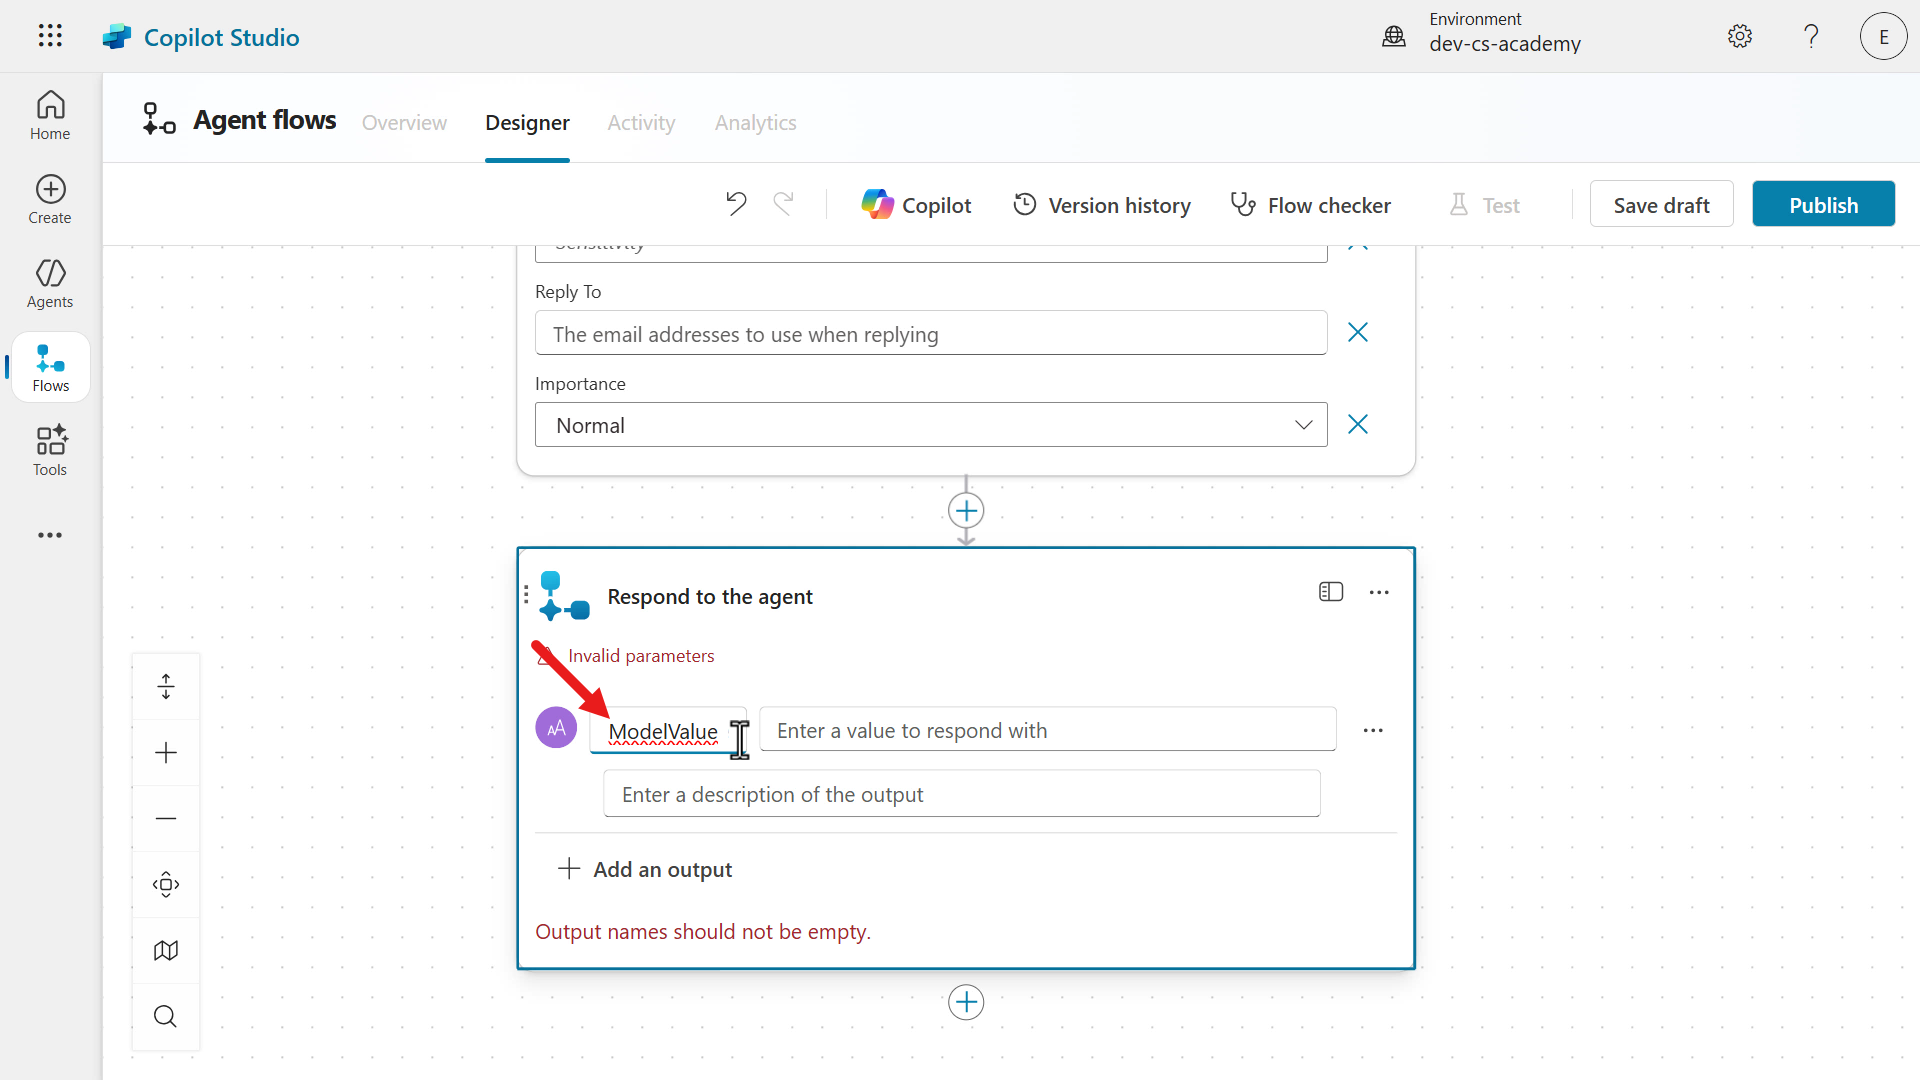 Copilot Studio
Environment
dev-cs-academy
E
Home
Create
Agents
Flows
Tools
Agent flows
Overview
Designer
Activity
Analytics
Copilot
Version history
Flow checker
Test
Save draft
Publish
Sensitivity
Reply To
The email addresses to use when replying
Importance
Normal
Respond to the agent
Invalid parameters
AA
ModelValue
Enter a value to respond with
Enter a description of the output
Add an output
Output names should not be empty.